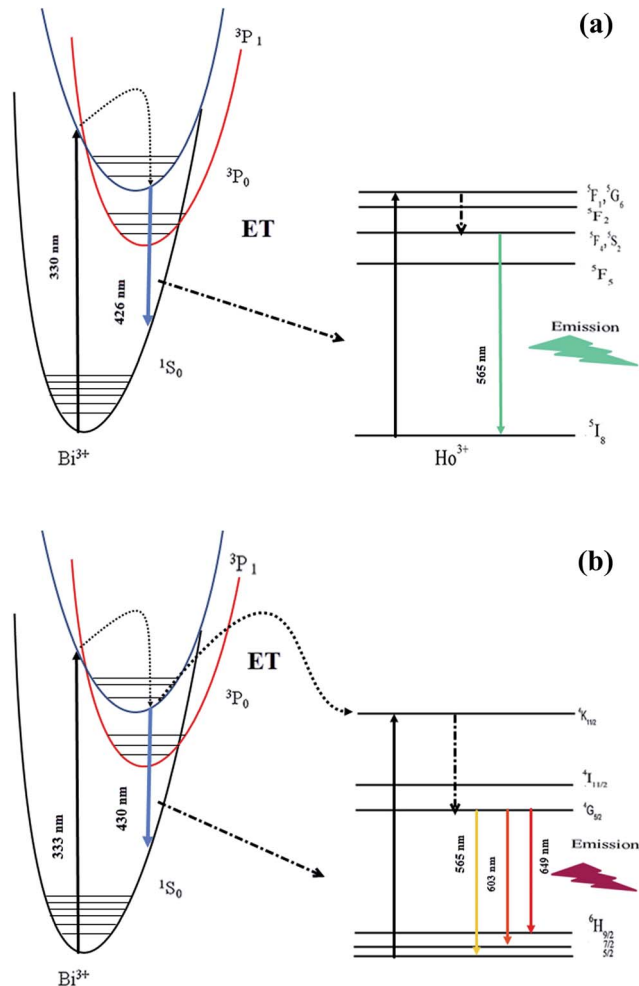 (a)
³P₁
³P₀
ET
330 nm
426 nm
¹S₀
Bi³⁺
⁵F₁,⁵G₆
⁵F₂
⁵F₄,⁵S₂
⁵F₅
Emission
565 nm
⁵I₈
Ho³⁺
(b)
³P₁
ET
³P₀
333 nm
430 nm
¹S₀
Bi³⁺
⁴K₁₁/₂
⁴I₁₁/₂
⁴G₅/₂
565 nm
603 nm
649 nm
Emission
⁶H₉/₂
₇/₂
₅/₂